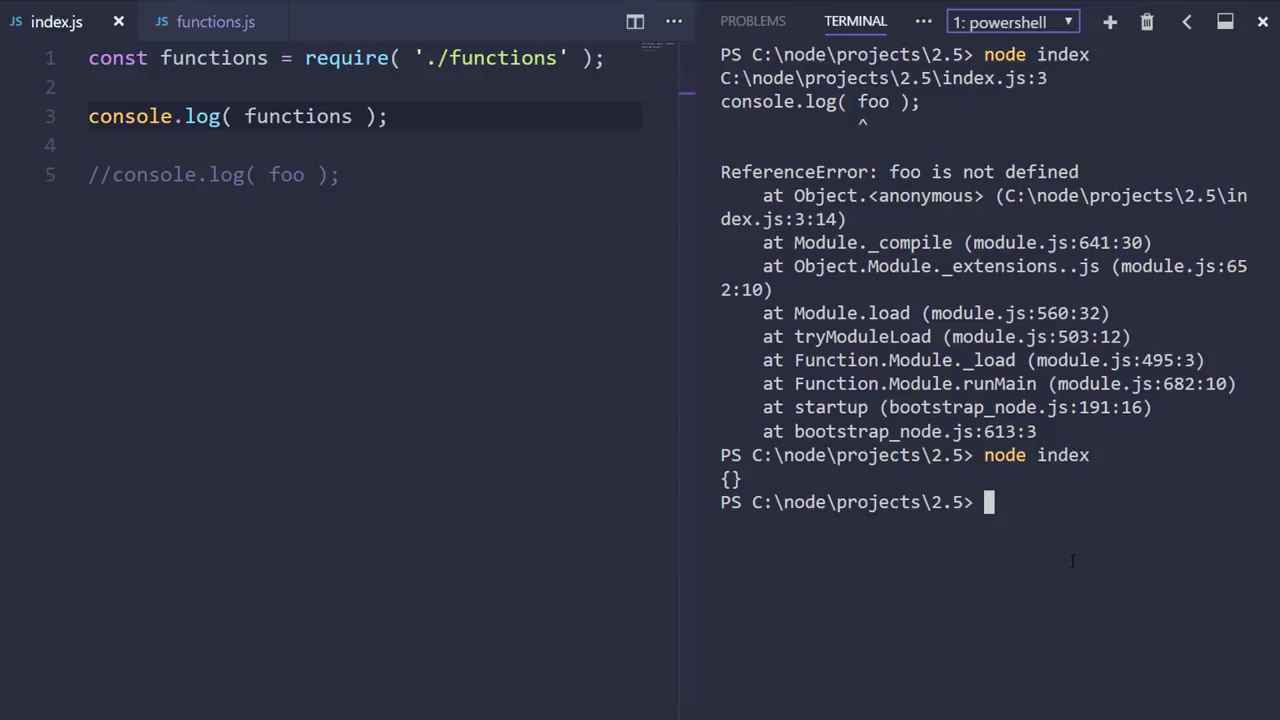 JS index.js × JS functions.js
1 const functions = require( './functions' );
2
3 console.log( functions );
4
5 //console.log( foo );
PROBLEMS TERMINAL ··· 1: powershell
PS C:\node\projects\2.5> node index
C:\node\projects\2.5\index.js:3
console.log( foo );
^
ReferenceError: foo is not defined
at Object.<anonymous> (C:\node\projects\2.5\in
dex.js:3:14)
at Module._compile (module.js:641:30)
at Object.Module._extensions..js (module.js:65
2:10)
at Module.load (module.js:560:32)
at tryModuleLoad (module.js:503:12)
at Function.Module._load (module.js:495:3)
at Function.Module.runMain (module.js:682:10)
at startup (bootstrap_node.js:191:16)
at bootstrap_node.js:613:3
PS C:\node\projects\2.5> node index
{}
PS C:\node\projects\2.5>